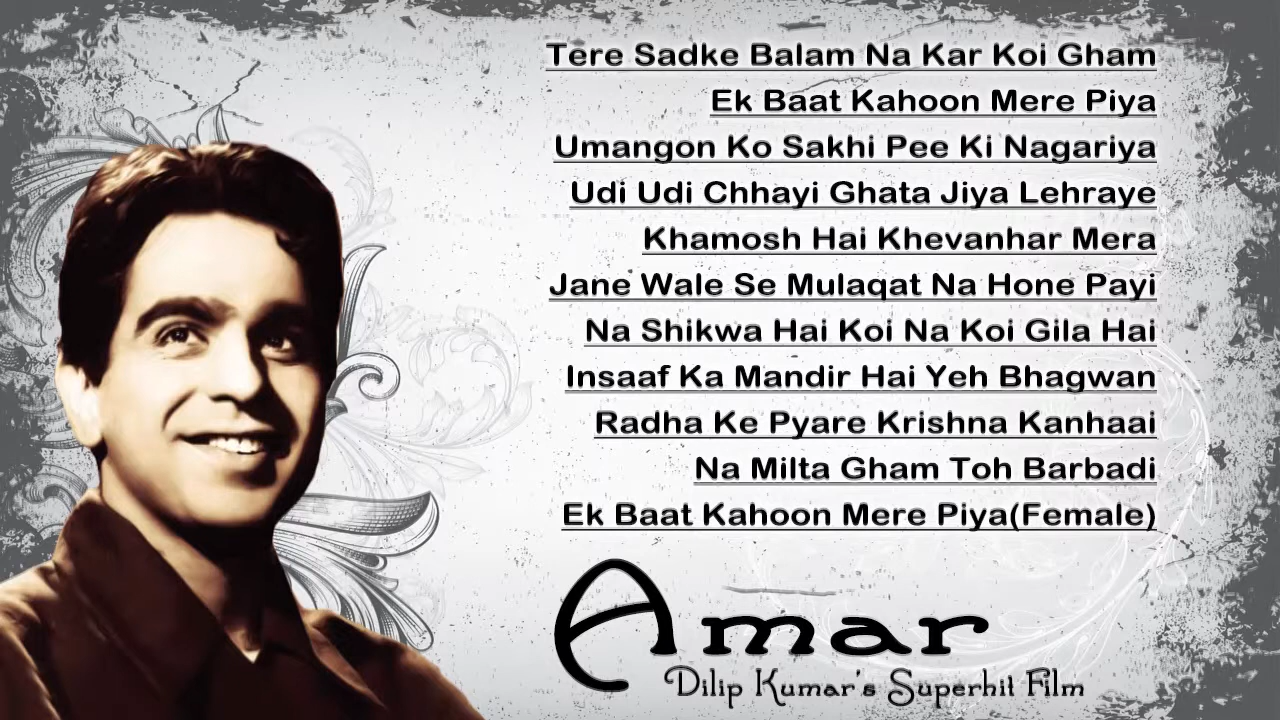 Tere Sadke Balam Na Kar Koi Gham
Ek Baat Kahoon Mere Piya
Umangon Ko Sakhi Pee Ki Nagariya
Udi Udi Chhayi Ghata Jiya Lehraye
Khamosh Hai Khevanhar Mera
Jane Wale Se Mulaqat Na Hone Payi
Na Shikwa Hai Koi Na Koi Gila Hai
Insaaf Ka Mandir Hai Yeh Bhagwan
Radha Ke Pyare Krishna Kanhaai
Na Milta Gham Toh Barbadi
Ek Baat Kahoon Mere Piya(Female)
Amar
Dilip Kumar's Superhit Film